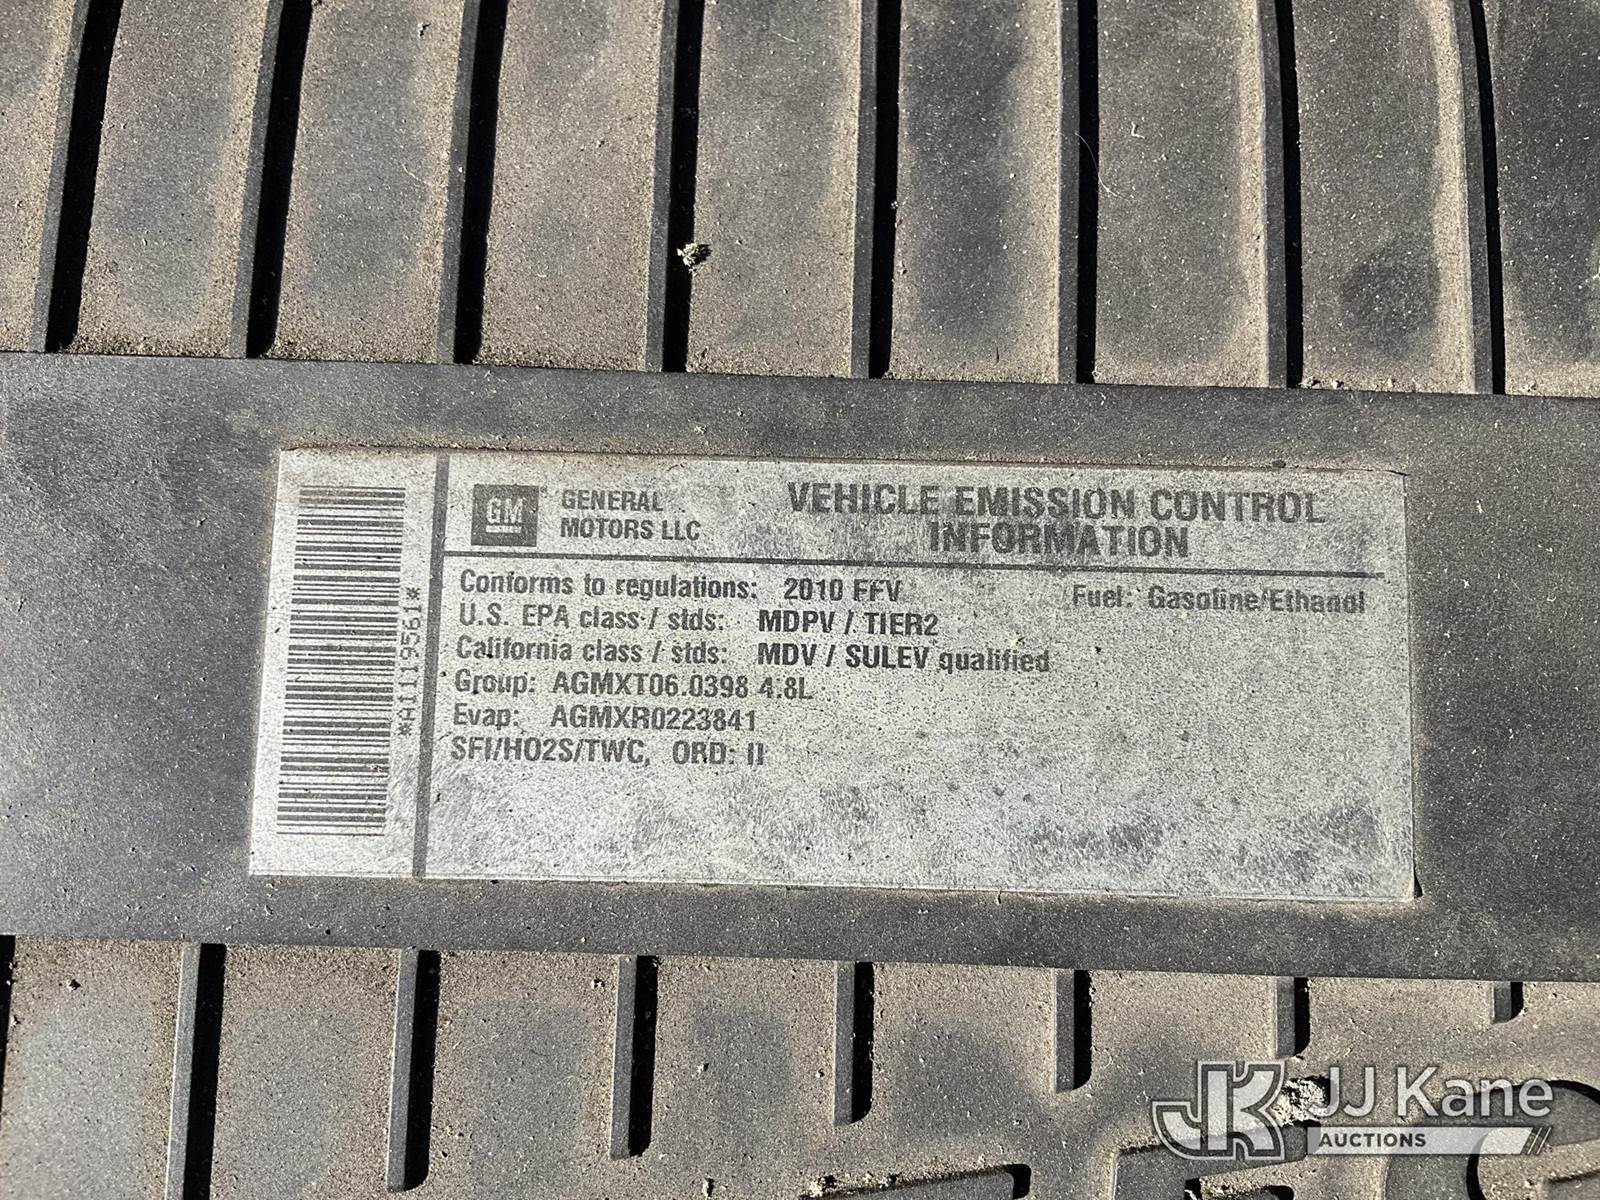 GM GENERAL MOTORS LLC
VEHICLE EMISSION CONTROL
INFORMATION
Conforms to regulations: 2010 FFV Fuel: Gasoline/Ethanol
U.S. EPA class / stds: MDPV / TIER2
California class / stds: MDV / SULEV qualified
Group: AGMXT06.0398 4.8L
Evap: AGMXR0223841
SFI/HO2S/TWC, ORD: II
*A1119561*
JK JJ Kane
AUCTIONS